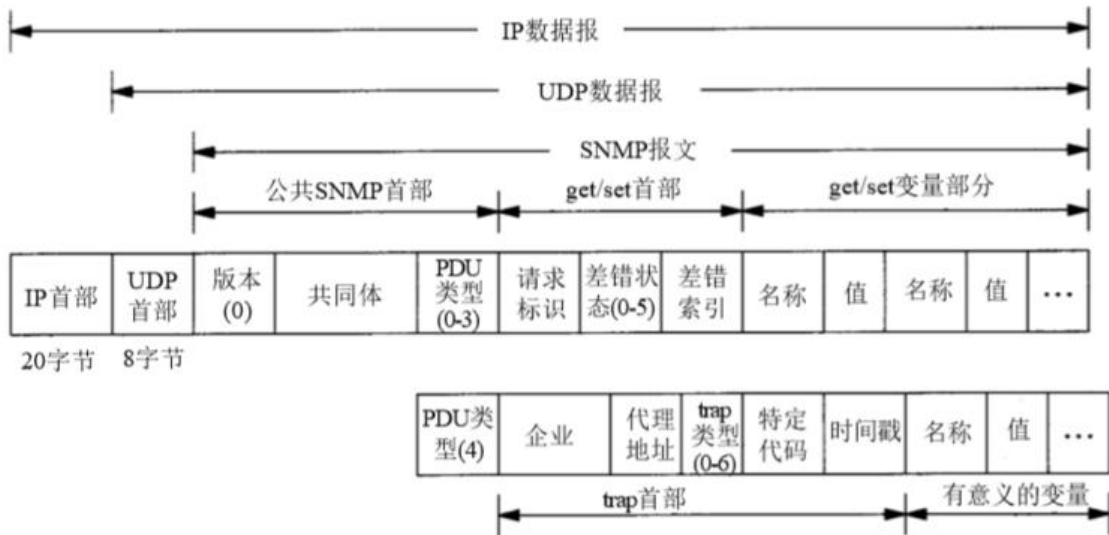 IP数据报
UDP数据报
SNMP报文
公共SNMP首部 get/set首部 get/set变量部分
IP首部
UDP
首部
版本
(0)
共同体
PDU
类型
(0-3)
请求
标识
差错状
态(0-5)
差错
索引
名称
值
名称
值
...
20字节 8字节
PDU类
型(4)
企业
代理
地址
trap
类型
(0-6)
特定
代码
时间戳
名称
值
...
trap首部 有意义的变量